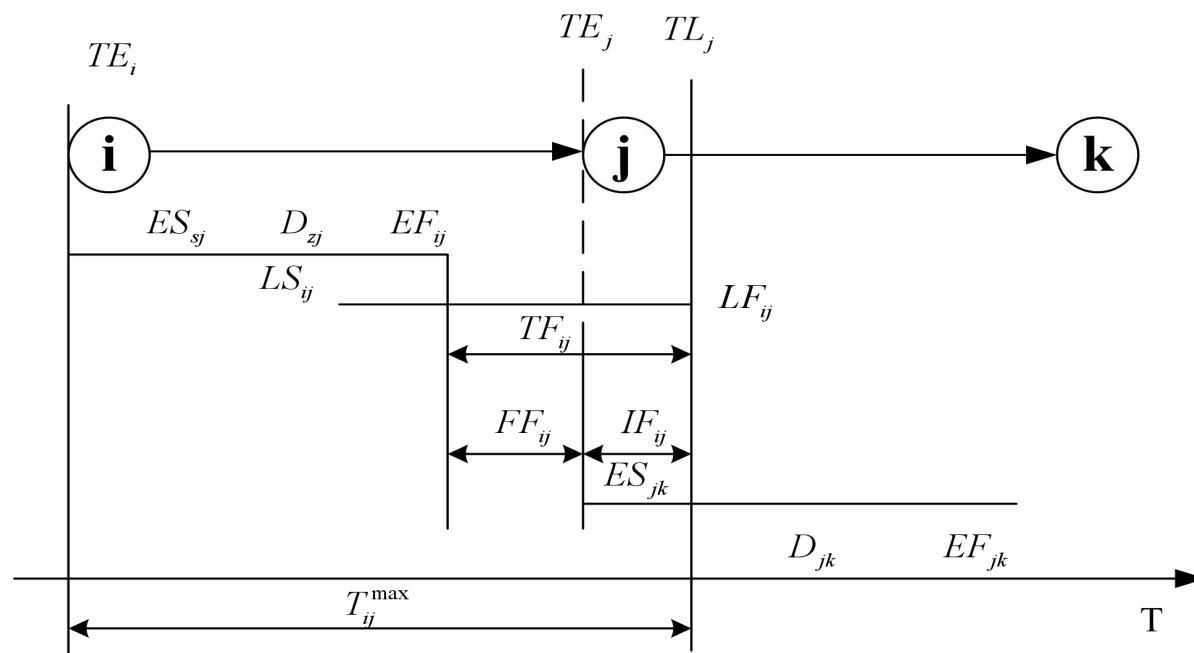 TE_i TE_j TL_j
i j k
ES_sj D_zj EF_ij
LS_ij LF_ij
TF_ij
FF_ij IF_ij
ES_jk
D_jk EF_jk
T_ij^max T